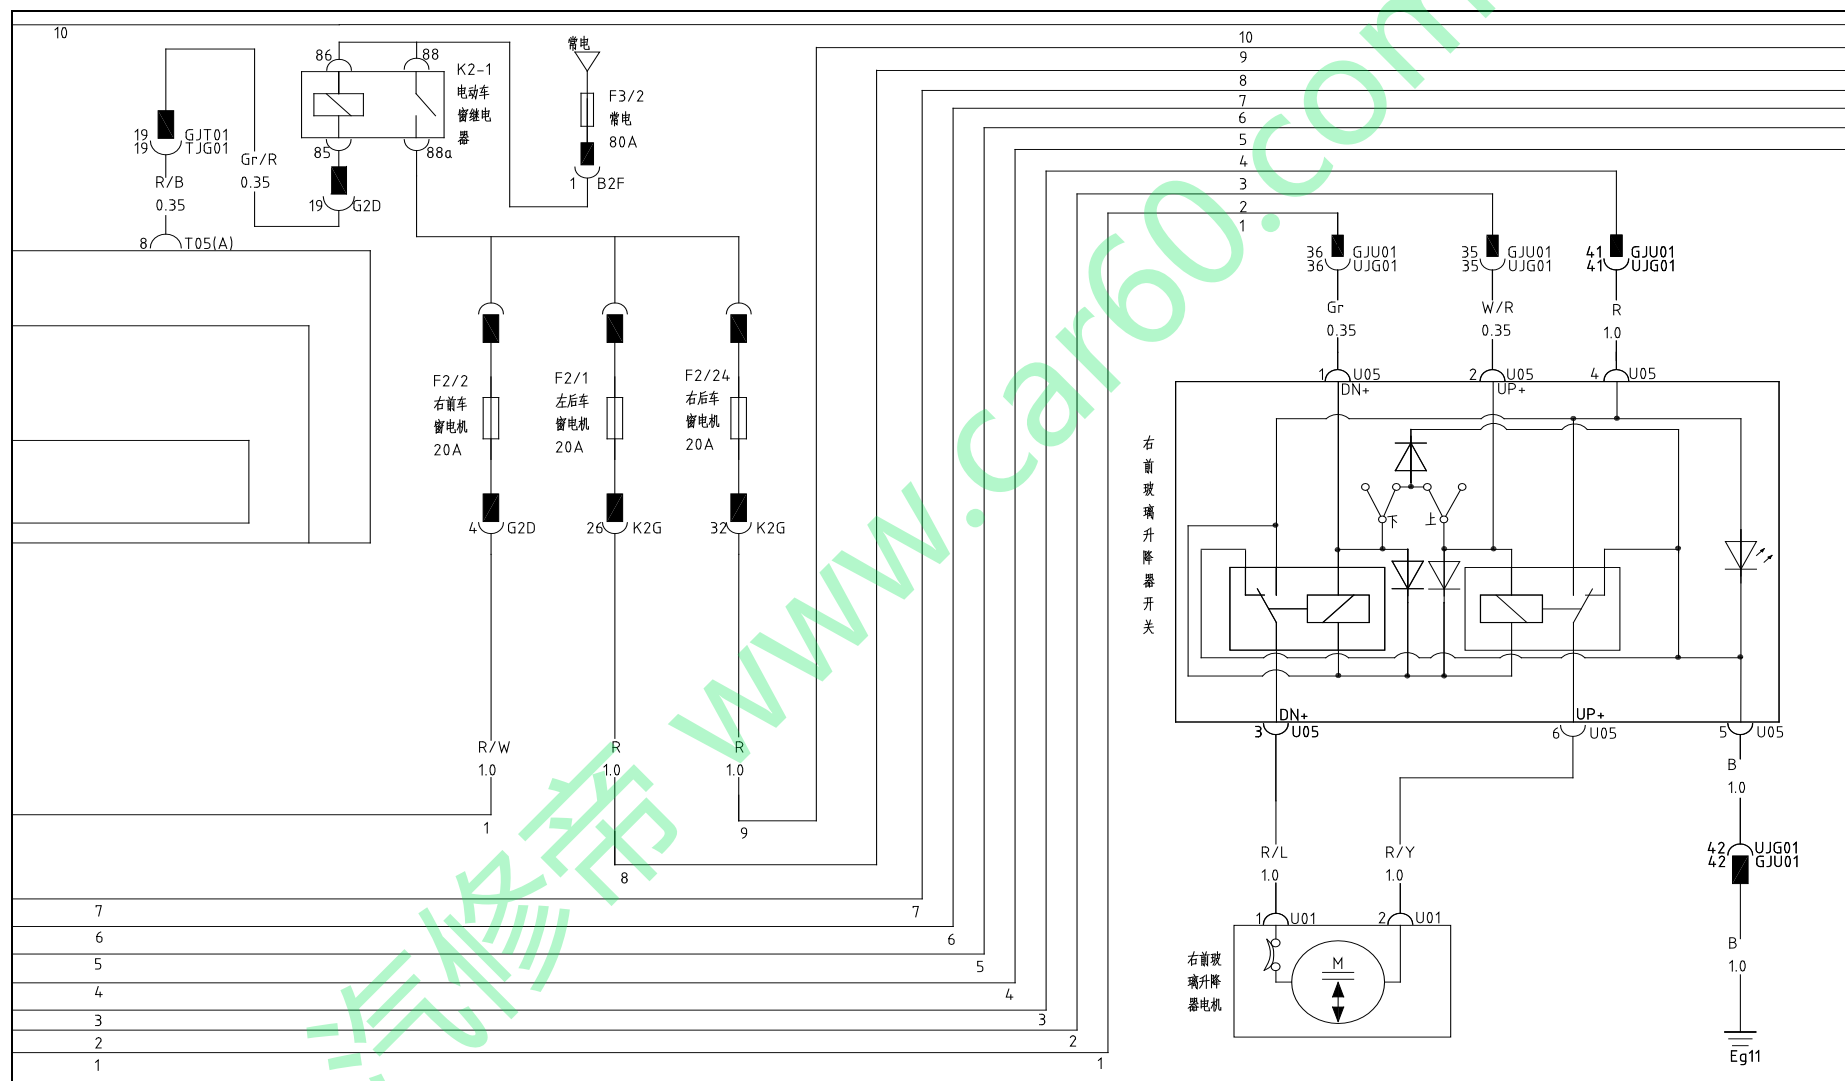 10
86
88
K2-1
电动车
窗继电
器
85
88a
19 G2D
19 GJT01
19 TJG01
R/B
0.35
Gr/R
0.35
8 T05(A)
常电
F3/2
常电
80A
1 B2F
F2/2
右前车
窗电机
20A
4 G2D
R/W
1.0
1
F2/1
左后车
窗电机
20A
26 K2G
R
1.0
8
F2/24
右后车
窗电机
20A
32 K2G
R
1.0
9
10
9
8
7
6
5
4
3
2
1
36 GJU01
36 UJG01
Gr
0.35
1 U05
DN+
35 GJU01
35 UJG01
W/R
0.35
2 U05
UP+
41 GJU01
41 UJG01
R
1.0
4 U05
右
前
玻
璃
升
降
器
开
关
下
上
DN+
3 U05
UP+
6 U05
5 U05
B
1.0
42 UJG01
42 GJU01
B
1.0
Eg11
R/L
1.0
R/Y
1.0
1 U01
2 U01
右前玻
璃升降
器电机
M
7
6
5
4
3
2
1
7
6
5
4
3
2
1
汽修帝 www.car60.com